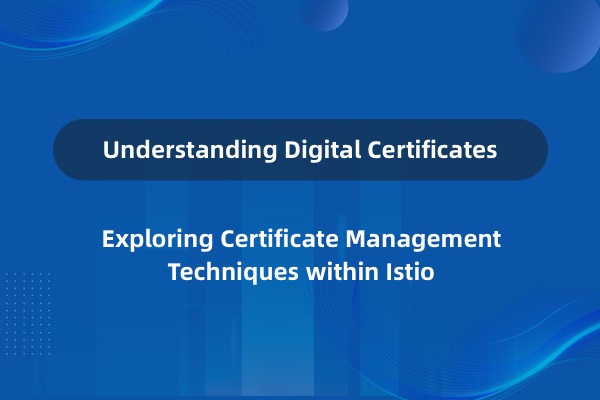 Understanding Digital Certificates
Exploring Certificate Management
Techniques within Istio